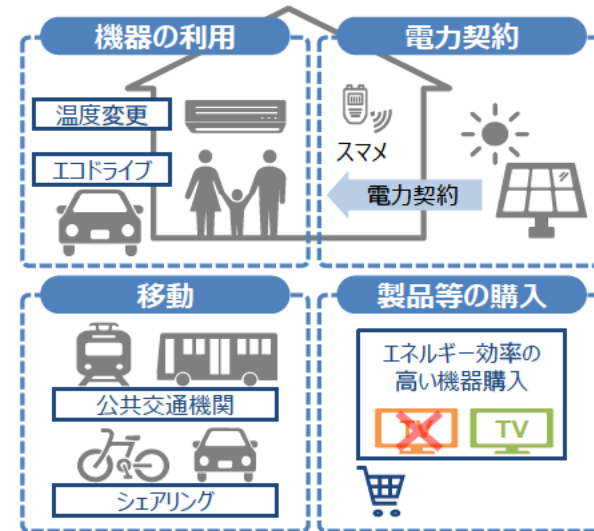 機器の利用
温度変更
エコドライブ
電力契約
スマメ
電力契約
移動
公共交通機関
シェアリング
製品等の購入
エネルギー効率の
高い機器購入
TV
TV